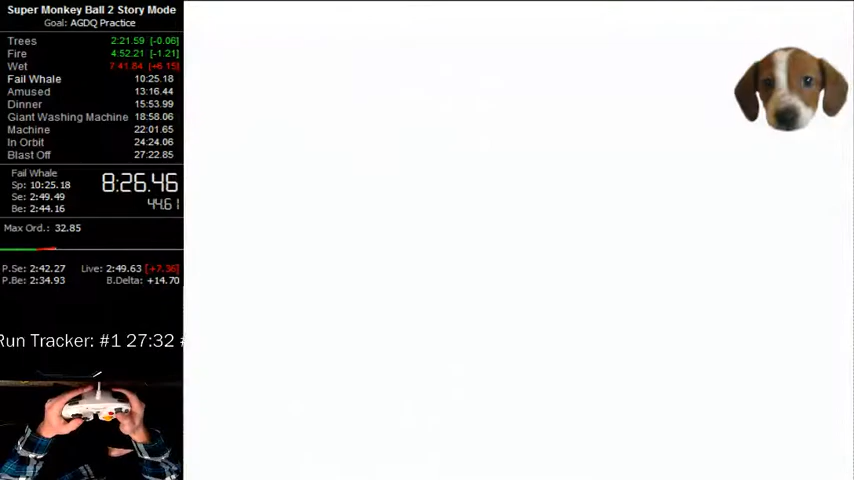 Super Monkey Ball 2 Story Mode
Goal: AGDQ Practice
Trees 2:21.59 [-0.06]
Fire 4:52.21 [-1.21]
Wet 7:41.84 [+6.15]
Fail Whale 10:25.18
Amused 13:16.44
Dinner 15:53.99
Giant Washing Machine 18:58.06
Machine 22:01.65
In Orbit 24:24.06
Blast Off 27:22.85
Fail Whale
Sp: 10:25.18 8:26.46
Se: 2:49.49
Be: 2:44.16 44.61
Max Ord.: 32.85
P.Se: 2:42.27 Live: 2:49.63 [+7.36]
P.Be: 2:34.93 B.Delta: +14.70
Run Tracker: #1 27:32